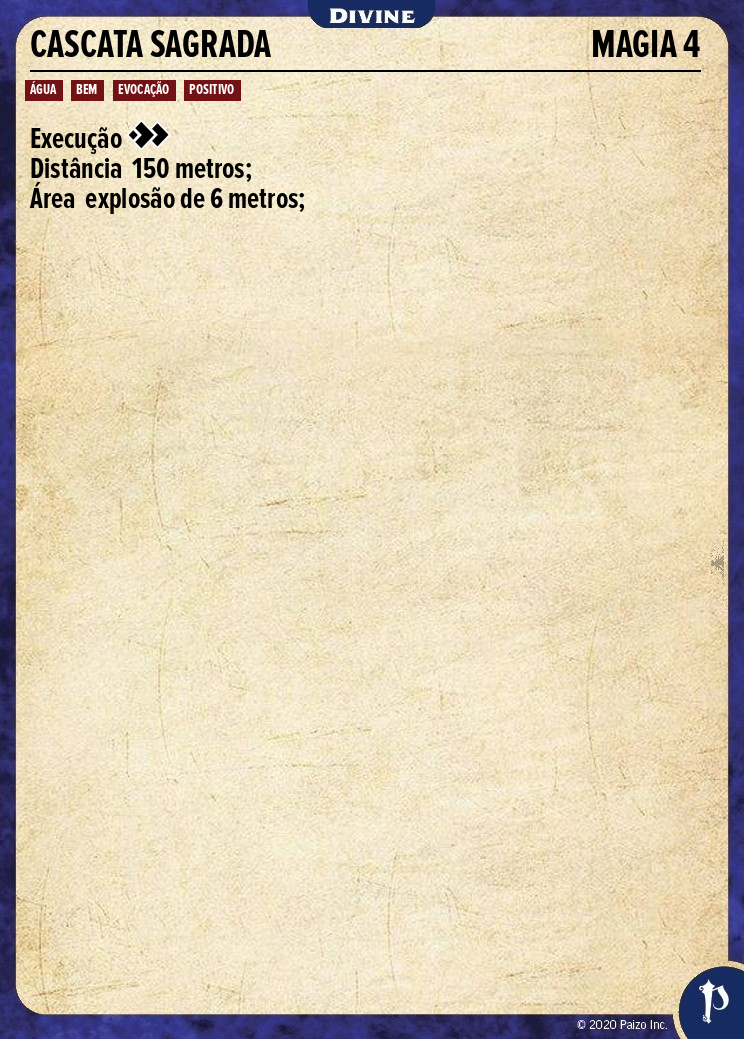 DIVINE
CASCATA SAGRADA MAGIA 4
ÁGUA BEM EVOCAÇÃO POSITIVO
Execução
Distância 150 metros;
Área explosão de 6 metros;
© 2020 Paizo Inc.